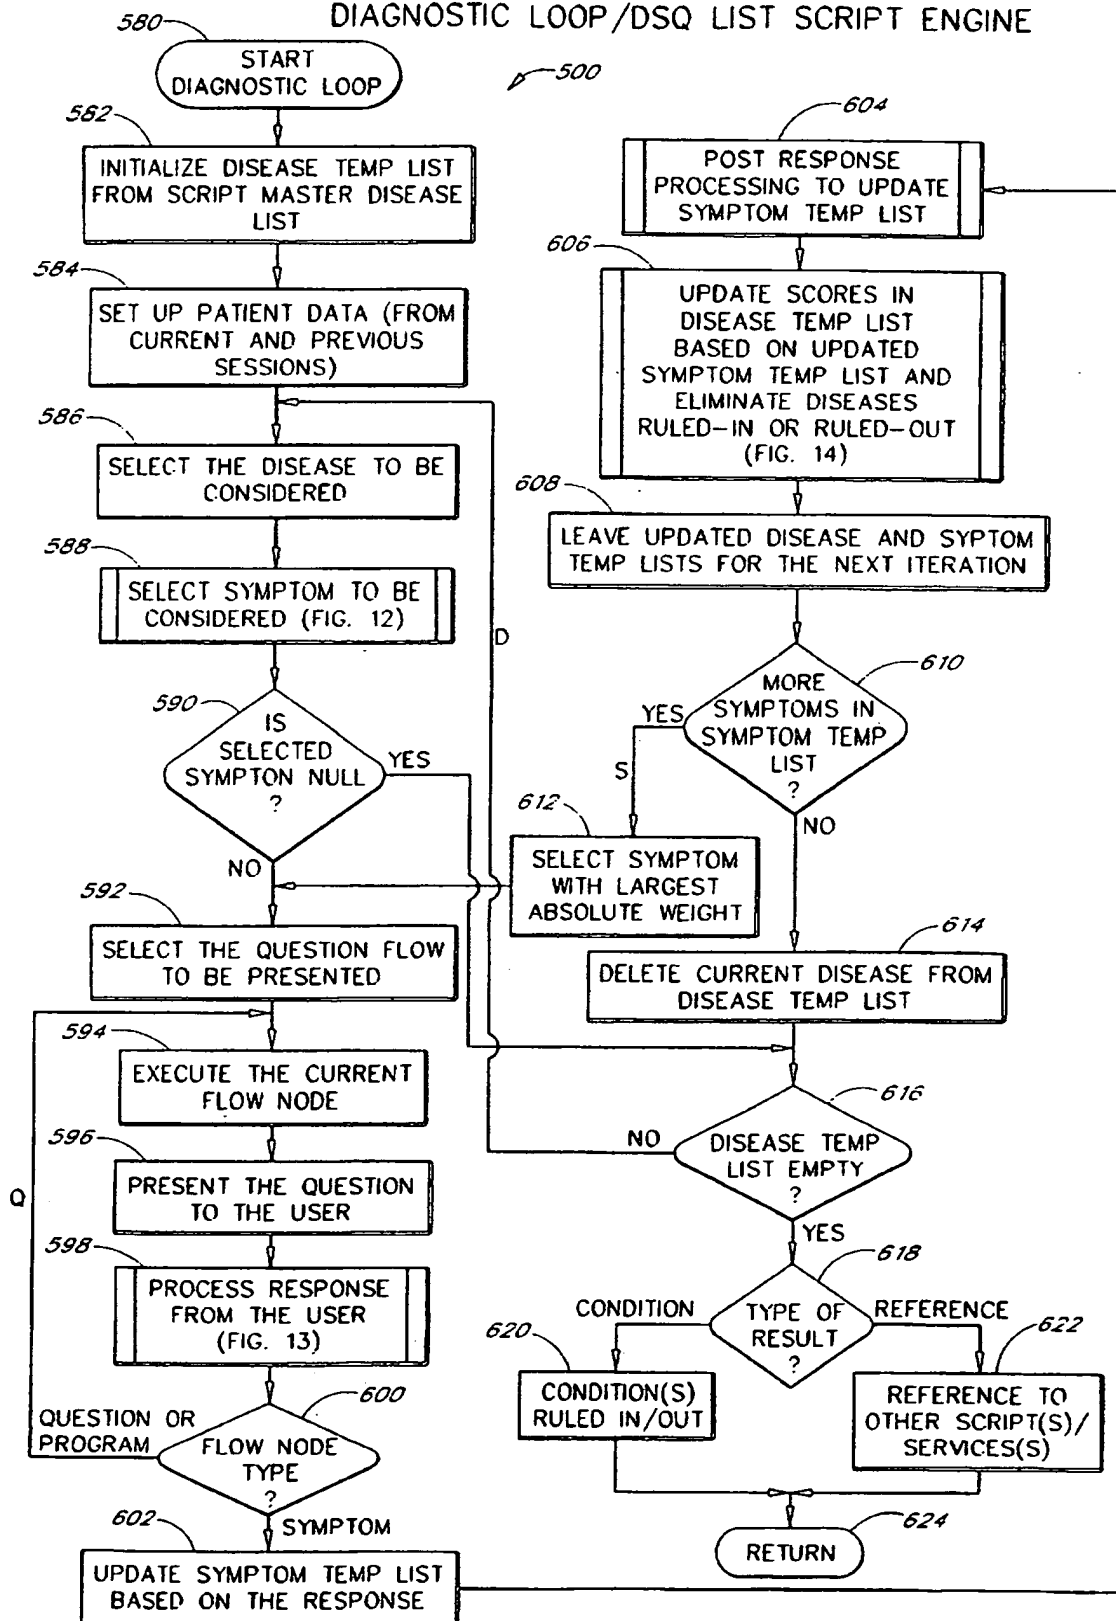 DIAGNOSTIC LOOP/DSQ LIST SCRIPT ENGINE
580
START
DIAGNOSTIC LOOP
500
582
INITIALIZE DISEASE TEMP LIST
FROM SCRIPT MASTER DISEASE
LIST
584
SET UP PATIENT DATA (FROM
CURRENT AND PREVIOUS
SESSIONS)
586
SELECT THE DISEASE TO BE
CONSIDERED
588
SELECT SYMPTOM TO BE
CONSIDERED (FIG. 12)
D
590
IS
SELECTED
SYMPTON NULL
?
YES
NO
592
SELECT THE QUESTION FLOW
TO BE PRESENTED
594
EXECUTE THE CURRENT
FLOW NODE
596
PRESENT THE QUESTION
TO THE USER
Q
598
PROCESS RESPONSE
FROM THE USER
(FIG. 13)
600
QUESTION OR
PROGRAM
FLOW NODE
TYPE
?
SYMPTOM
602
UPDATE SYMPTOM TEMP LIST
BASED ON THE RESPONSE
604
POST RESPONSE
PROCESSING TO UPDATE
SYMPTOM TEMP LIST
606
UPDATE SCORES IN
DISEASE TEMP LIST
BASED ON UPDATED
SYMPTOM TEMP LIST AND
ELIMINATE DISEASES
RULED-IN OR RULED-OUT
(FIG. 14)
608
LEAVE UPDATED DISEASE AND SYPTOM
TEMP LISTS FOR THE NEXT ITERATION
610
MORE
SYMPTOMS IN
SYMPTOM TEMP
LIST
?
YES
S
NO
612
SELECT SYMPTOM
WITH LARGEST
ABSOLUTE WEIGHT
614
DELETE CURRENT DISEASE FROM
DISEASE TEMP LIST
616
NO
DISEASE TEMP
LIST EMPTY
?
YES
618
CONDITION
TYPE OF
RESULT
?
REFERENCE
620
CONDITION(S)
RULED IN/OUT
622
REFERENCE TO
OTHER SCRIPT(S)/
SERVICES(S)
624
RETURN